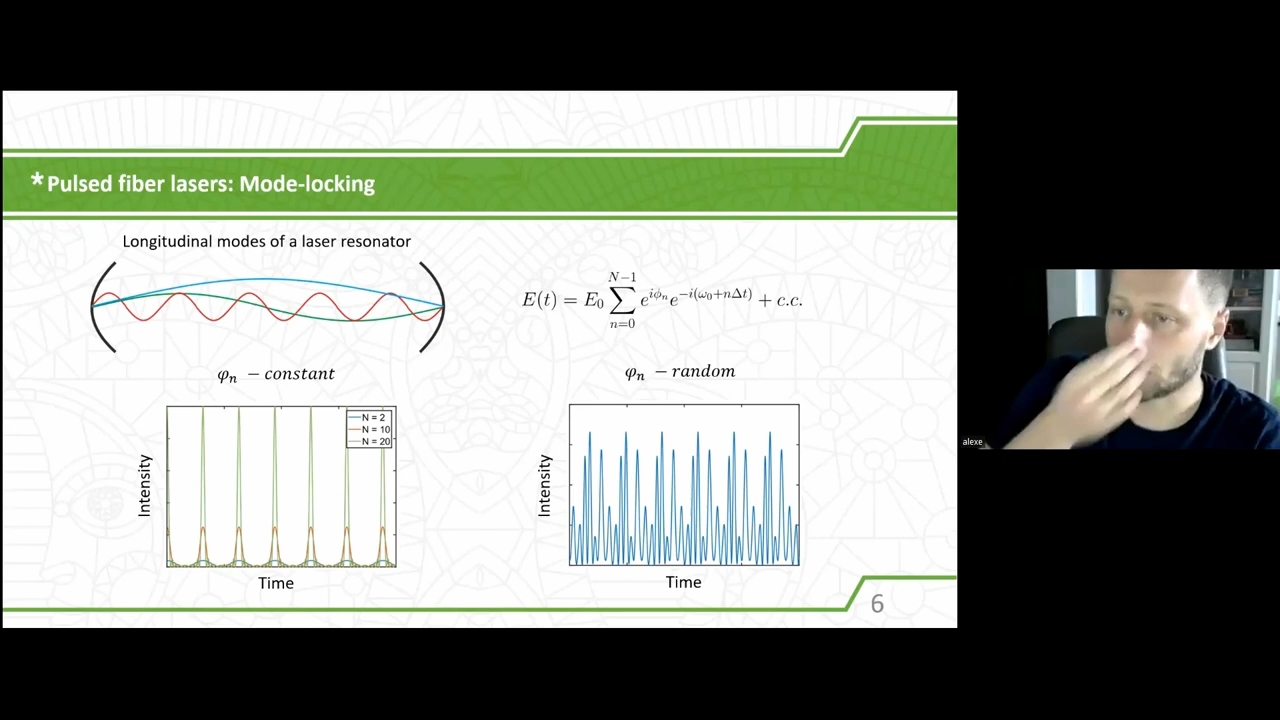 *Pulsed fiber lasers: Mode-locking
Longitudinal modes of a laser resonator
E(t) = E₀ ∑ₙ₌₀ᴺ⁻¹ e^{iϕₙ} e^{−i(ω₀+nΔt)} + c.c.
φₙ − constant
φₙ − random
N = 2
N = 10
N = 20
Intensity
Time
Intensity
Time
6
alexe